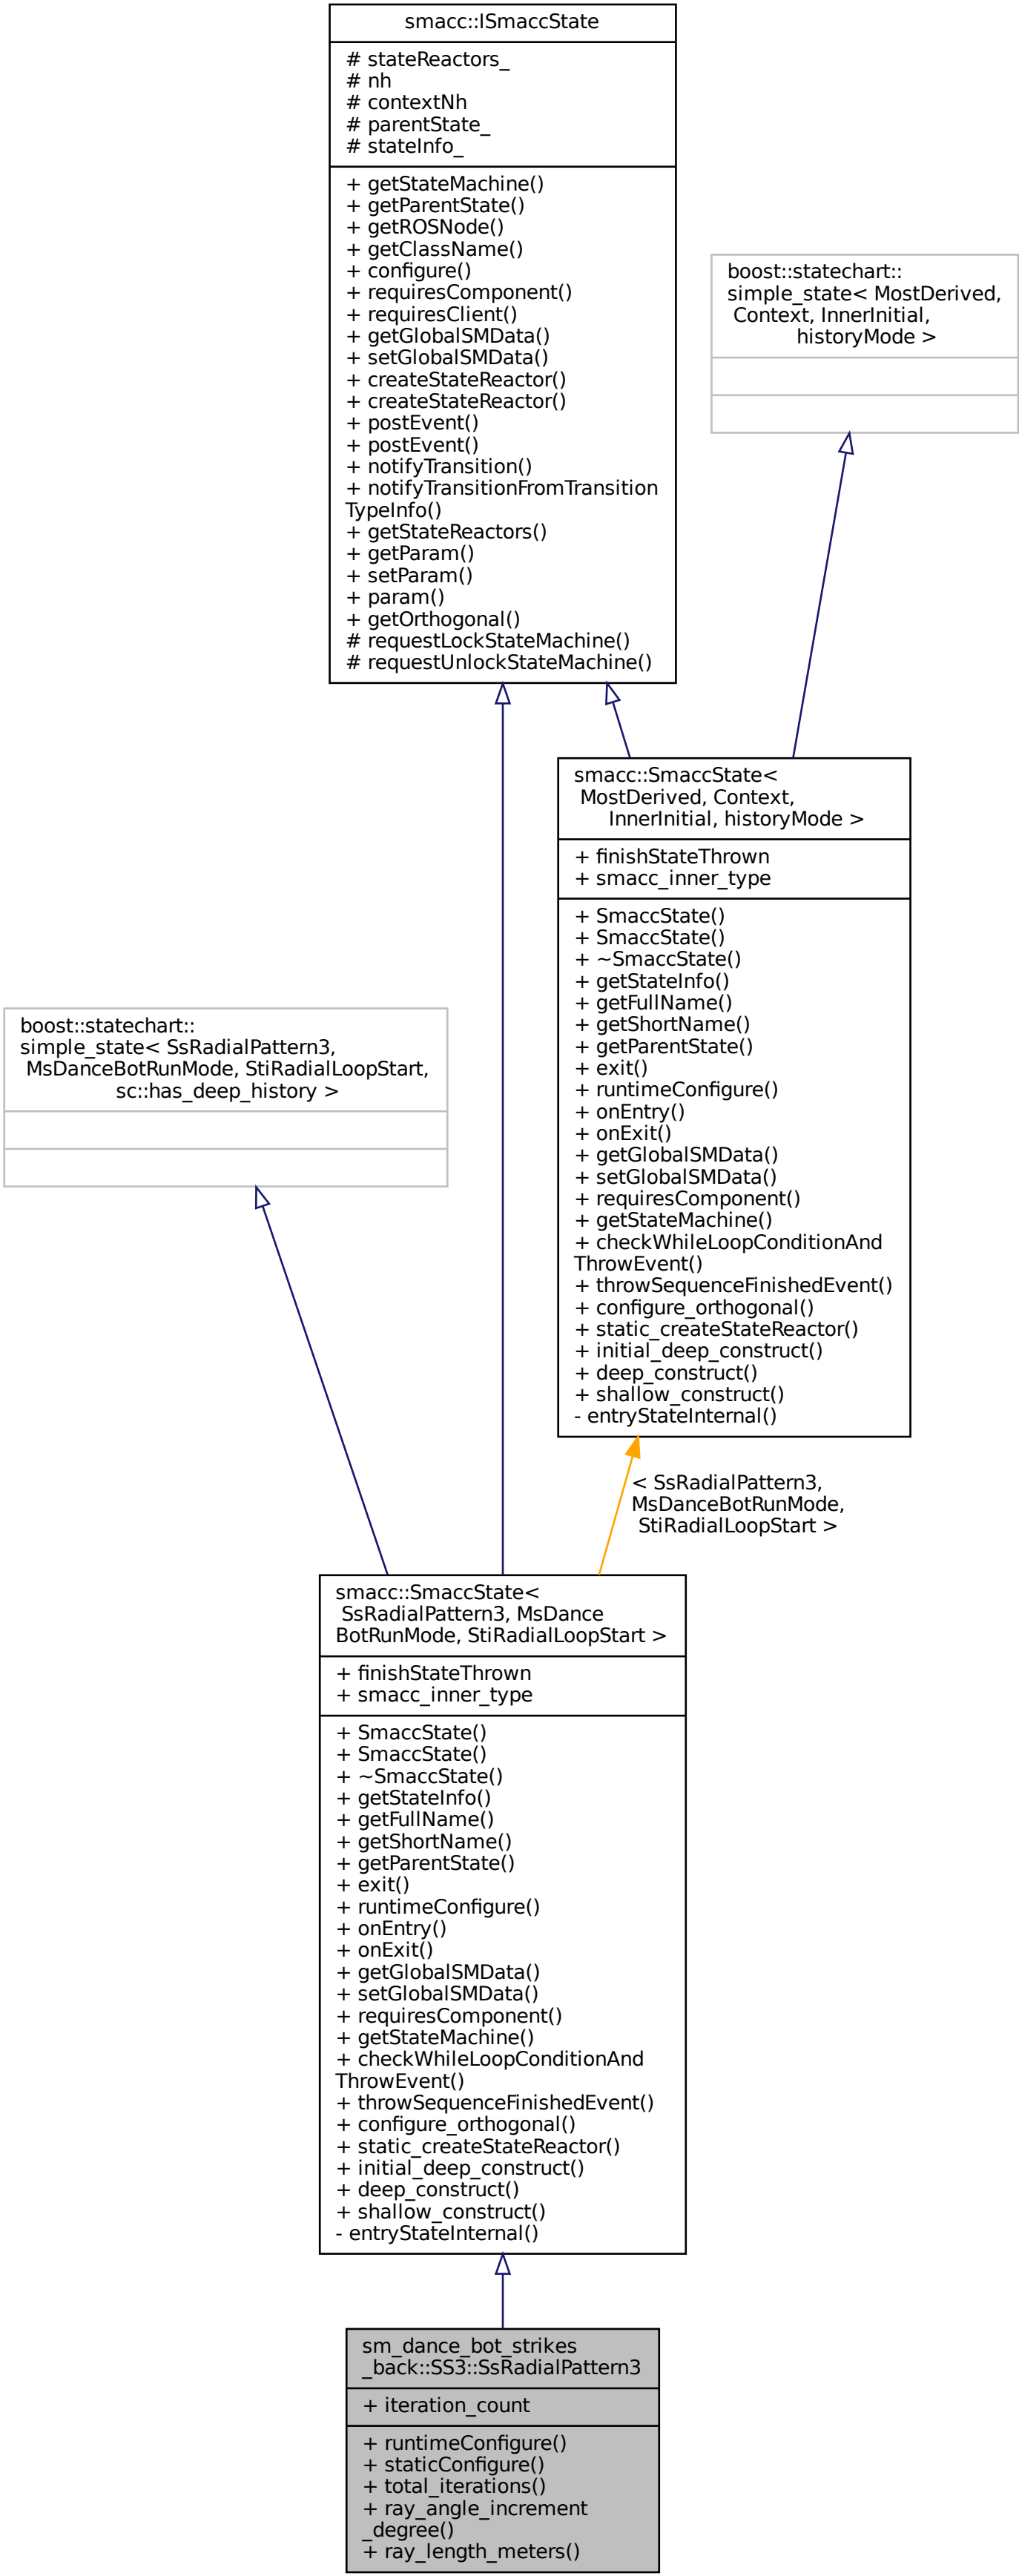 smacc::ISmaccState
# stateReactors_
# nh
# contextNh
# parentState_
# stateInfo_
+ getStateMachine()
+ getParentState()
+ getROSNode()
+ getClassName()
+ configure()
+ requiresComponent()
+ requiresClient()
+ getGlobalSMData()
+ setGlobalSMData()
+ createStateReactor()
+ createStateReactor()
+ postEvent()
+ postEvent()
+ notifyTransition()
+ notifyTransitionFromTransition
TypeInfo()
+ getStateReactors()
+ getParam()
+ setParam()
+ param()
+ getOrthogonal()
# requestLockStateMachine()
# requestUnlockStateMachine()
boost::statechart::
simple_state< MostDerived,
Context, InnerInitial,
historyMode >
smacc::SmaccState<
MostDerived, Context,
InnerInitial, historyMode >
+ finishStateThrown
+ smacc_inner_type
+ SmaccState()
+ SmaccState()
+ ~SmaccState()
+ getStateInfo()
+ getFullName()
+ getShortName()
+ getParentState()
+ exit()
+ runtimeConfigure()
+ onEntry()
+ onExit()
+ getGlobalSMData()
+ setGlobalSMData()
+ requiresComponent()
+ getStateMachine()
+ checkWhileLoopConditionAnd
ThrowEvent()
+ throwSequenceFinishedEvent()
+ configure_orthogonal()
+ static_createStateReactor()
+ initial_deep_construct()
+ deep_construct()
+ shallow_construct()
- entryStateInternal()
boost::statechart::
simple_state< SsRadialPattern3,
MsDanceBotRunMode, StiRadialLoopStart,
sc::has_deep_history >
< SsRadialPattern3,
MsDanceBotRunMode,
StiRadialLoopStart >
smacc::SmaccState<
SsRadialPattern3, MsDance
BotRunMode, StiRadialLoopStart >
+ finishStateThrown
+ smacc_inner_type
+ SmaccState()
+ SmaccState()
+ ~SmaccState()
+ getStateInfo()
+ getFullName()
+ getShortName()
+ getParentState()
+ exit()
+ runtimeConfigure()
+ onEntry()
+ onExit()
+ getGlobalSMData()
+ setGlobalSMData()
+ requiresComponent()
+ getStateMachine()
+ checkWhileLoopConditionAnd
ThrowEvent()
+ throwSequenceFinishedEvent()
+ configure_orthogonal()
+ static_createStateReactor()
+ initial_deep_construct()
+ deep_construct()
+ shallow_construct()
- entryStateInternal()
sm_dance_bot_strikes
_back::SS3::SsRadialPattern3
+ iteration_count
+ runtimeConfigure()
+ staticConfigure()
+ total_iterations()
+ ray_angle_increment
_degree()
+ ray_length_meters()